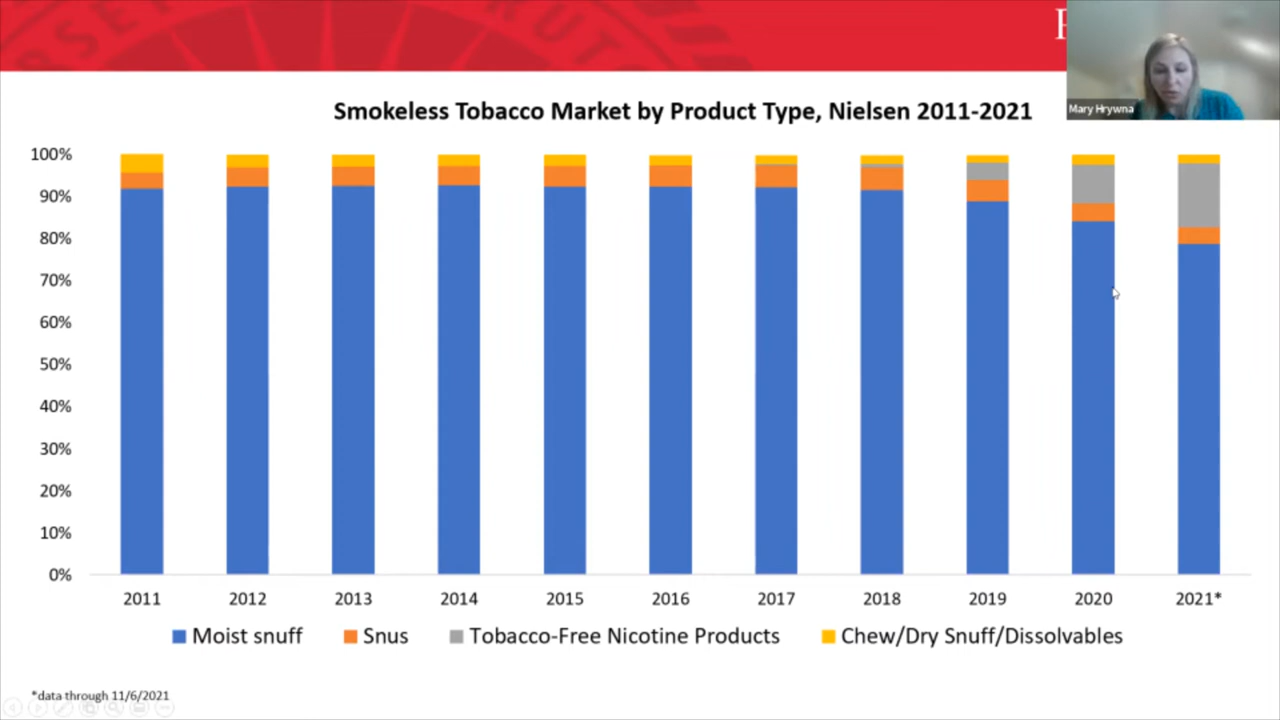 Mary Hrywna
Smokeless Tobacco Market by Product Type, Nielsen 2011-2021
100%
90%
80%
70%
60%
50%
40%
30%
20%
10%
0%
2011 2012 2013 2014 2015 2016 2017 2018 2019 2020 2021*
Moist snuff Snus Tobacco-Free Nicotine Products Chew/Dry Snuff/Dissolvables
*data through 11/6/2021